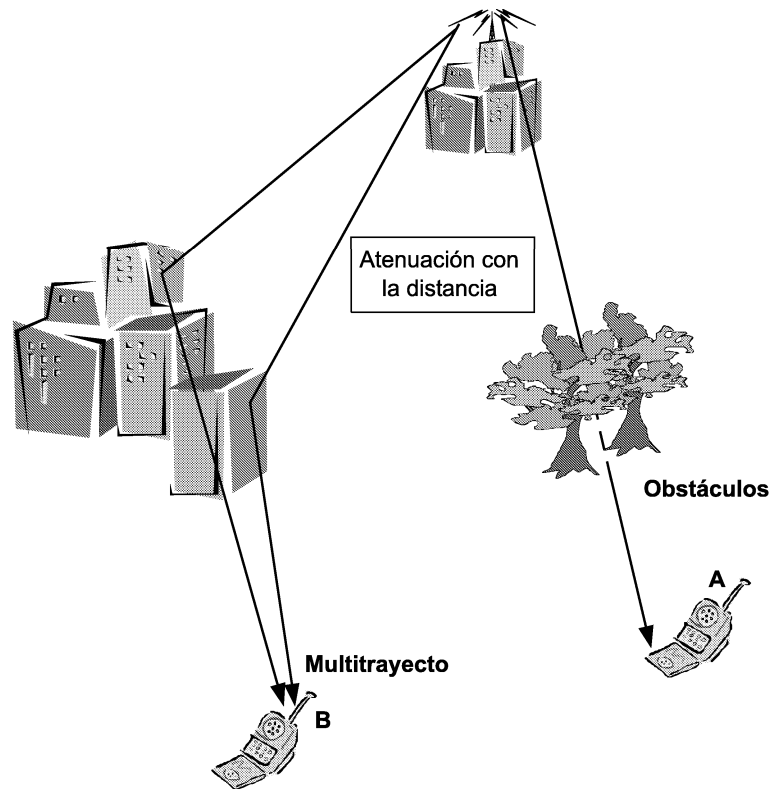 Atenuación con
la distancia
Obstáculos
A
Multitrayecto
B